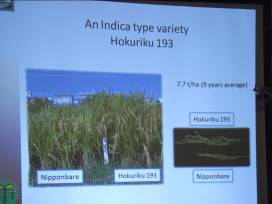 An Indica type variety
Hokuriku 193
7.7 t/ha (9 years average)
Hokuriku 193
Nipponbare
Hokuriku 193
Nipponbare